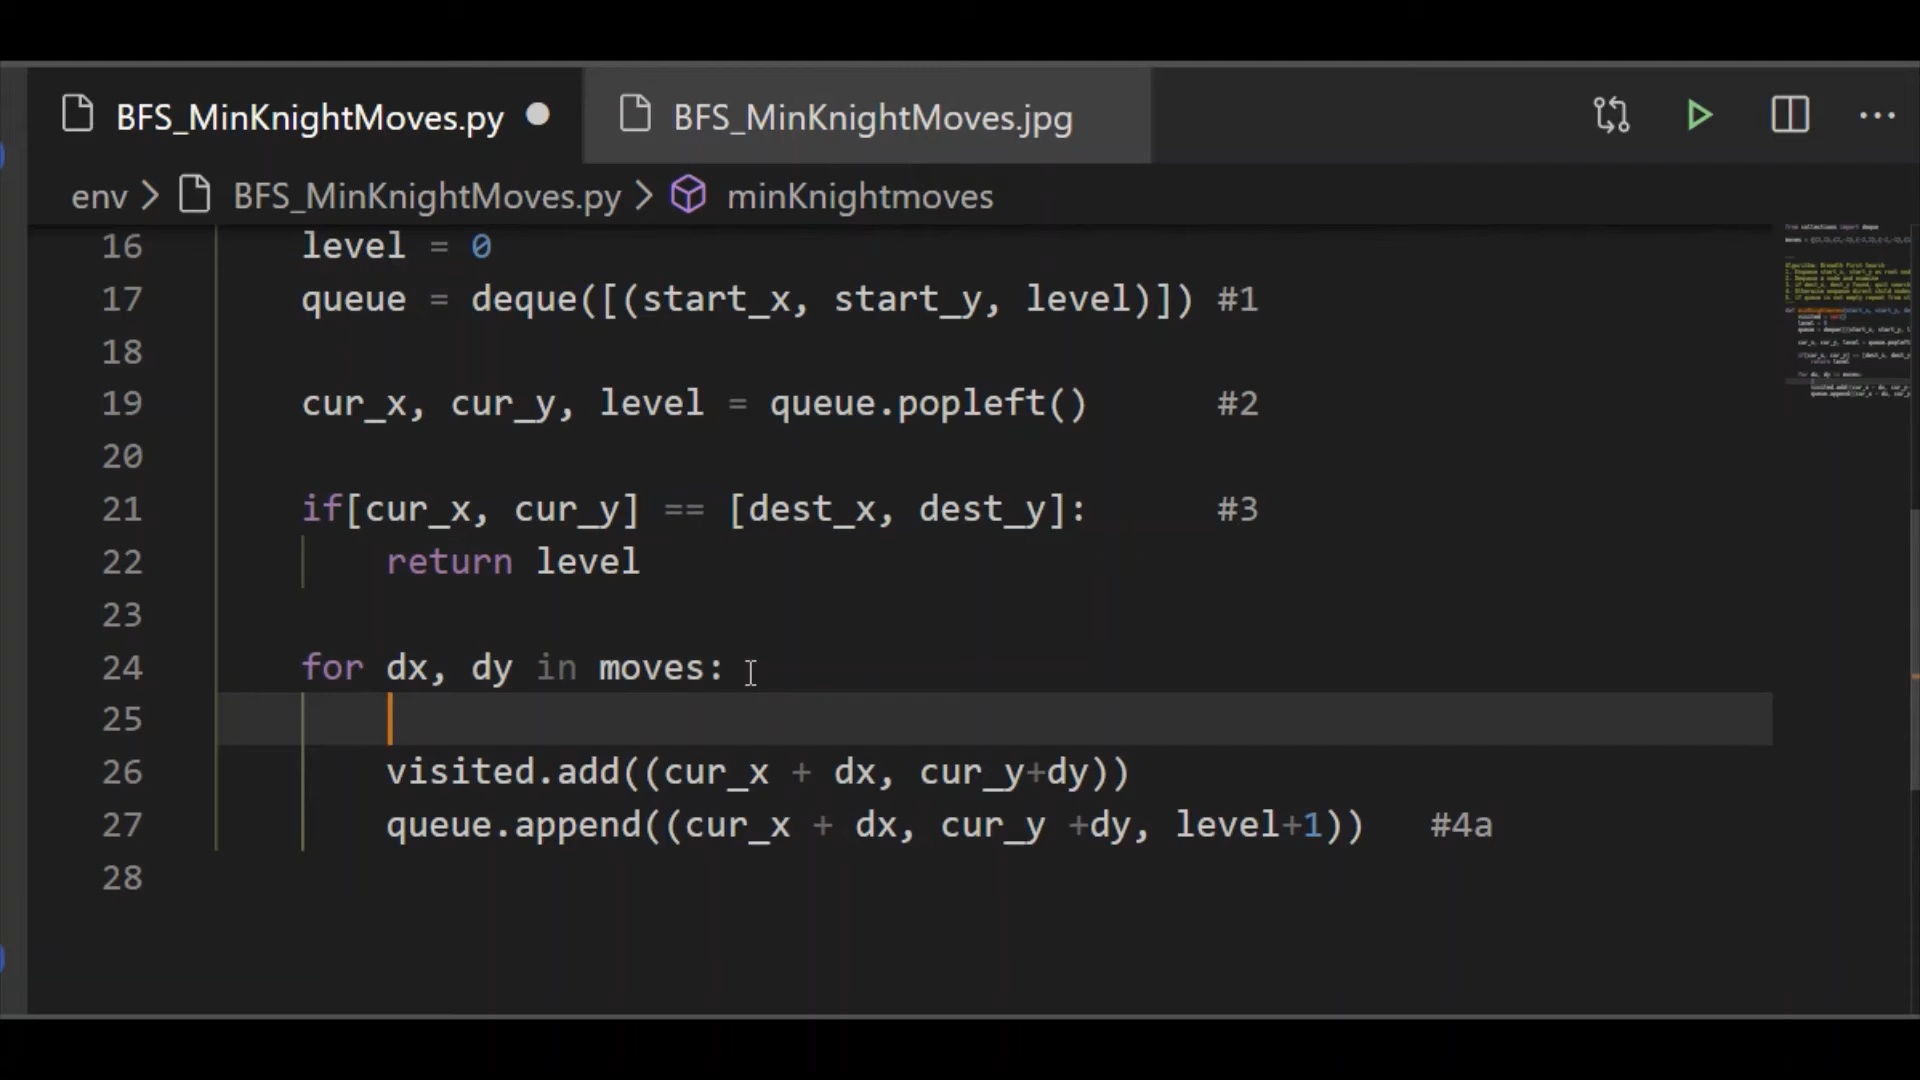 BFS_MinKnightMoves.py
BFS_MinKnightMoves.jpg
env > BFS_MinKnightMoves.py > minKnightmoves
16 level = 0
17 queue = deque([(start_x, start_y, level)]) #1
18
19 cur_x, cur_y, level = queue.popleft() #2
20
21 if[cur_x, cur_y] == [dest_x, dest_y]: #3
22 return level
23
24 for dx, dy in moves:
25
26 visited.add((cur_x + dx, cur_y+dy))
27 queue.append((cur_x + dx, cur_y +dy, level+1)) #4a
28